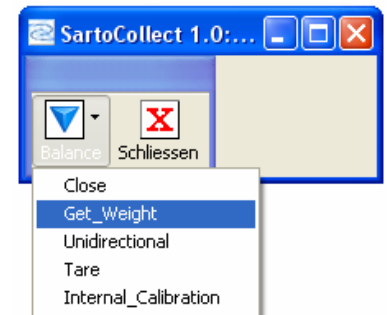 SartoCollect 1.0:...
Balance Schliessen
Close
Get_Weight
Unidirectional
Tare
Internal_Calibration